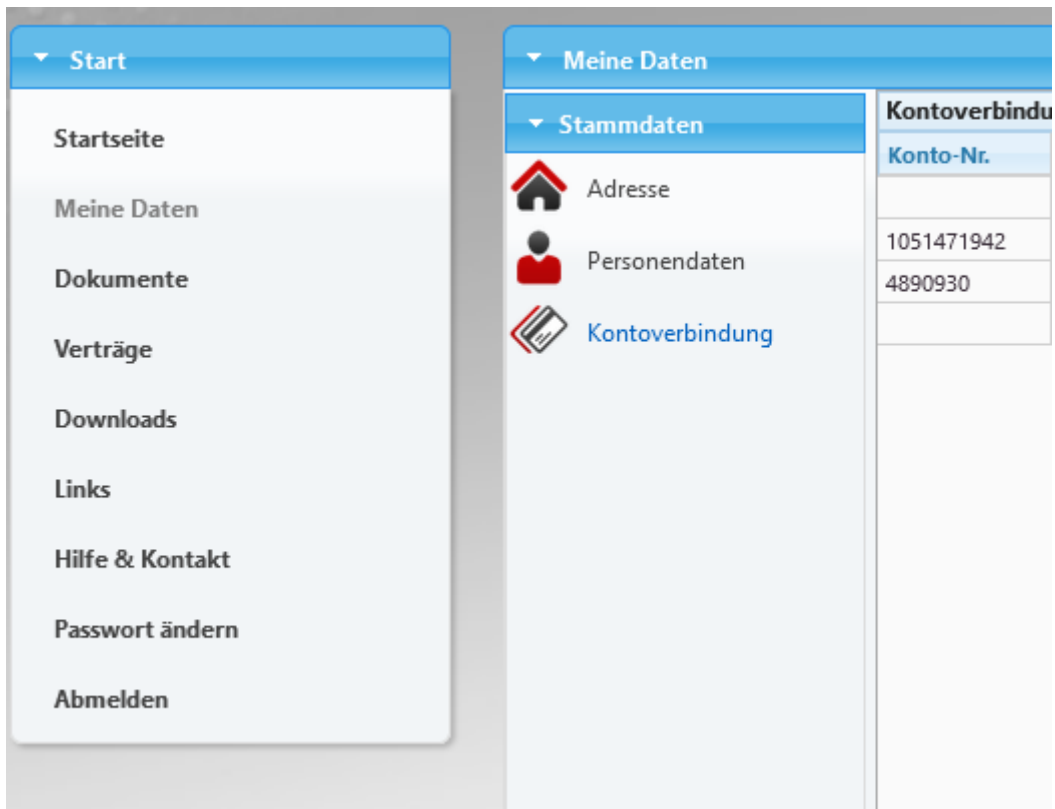 Start
Startseite
Meine Daten
Dokumente
Verträge
Downloads
Links
Hilfe & Kontakt
Passwort ändern
Abmelden
Meine Daten
Stammdaten
Adresse
Personendaten
Kontoverbindung
Kontoverbindu
Konto-Nr.
1051471942
4890930